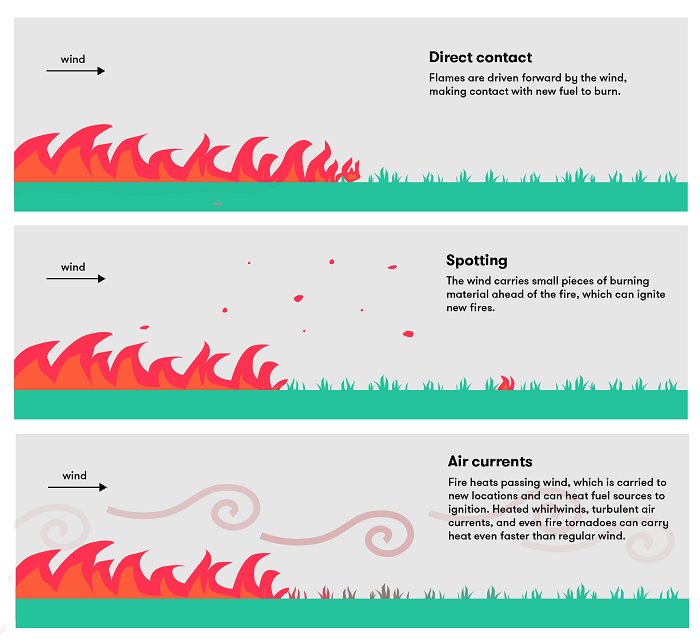 wind
Direct contact
Flames are driven forward by the wind,
making contact with new fuel to burn.
wind
Spotting
The wind carries small pieces of burning
material ahead of the fire, which can ignite
new fires.
wind
Air currents
Fire heats passing wind, which is carried to
new locations and can heat fuel sources to
ignition. Heated whirlwinds, turbulent air
currents, and even fire tornadoes can carry
heat even faster than regular wind.